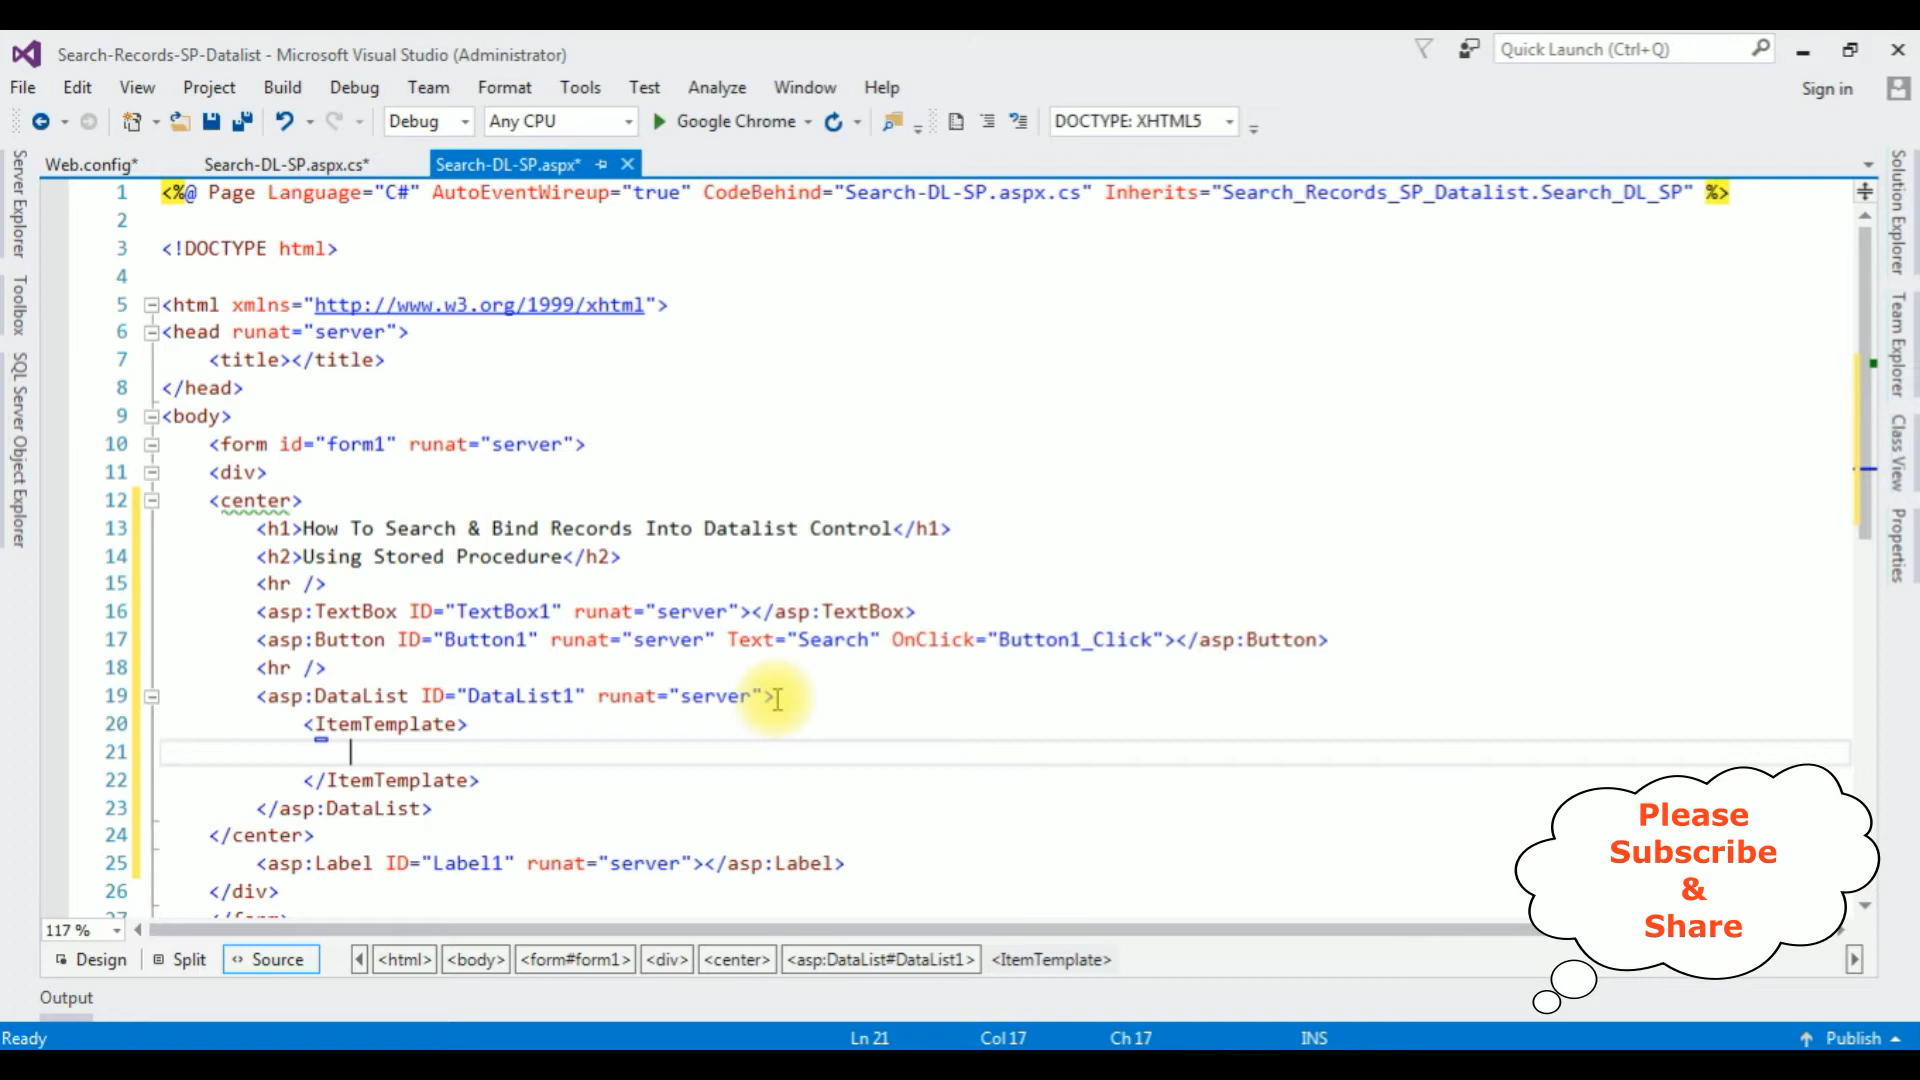 Search-Records-SP-Datalist - Microsoft Visual Studio (Administrator)
Quick Launch (Ctrl+Q)
File Edit View Project Build Debug Team Format Tools Test Analyze Window Help
Sign in
Debug Any CPU Google Chrome DOCTYPE: XHTML5
Web.config* Search-DL-SP.aspx.cs* Search-DL-SP.aspx*
Server Explorer
Toolbox
SQL Server Object Explorer
Solution Explorer
Team Explorer
Class View
Properties
1 <%@ Page Language="C#" AutoEventWireup="true" CodeBehind="Search-DL-SP.aspx.cs" Inherits="Search_Records_SP_Datalist.Search_DL_SP" %>
2
3 <!DOCTYPE html>
4
5 <html xmlns="http://www.w3.org/1999/xhtml">
6 <head runat="server">
7 <title></title>
8 </head>
9 <body>
10 <form id="form1" runat="server">
11 <div>
12 <center>
13 <h1>How To Search & Bind Records Into Datalist Control</h1>
14 <h2>Using Stored Procedure</h2>
15 <hr />
16 <asp:TextBox ID="TextBox1" runat="server"></asp:TextBox>
17 <asp:Button ID="Button1" runat="server" Text="Search" OnClick="Button1_Click"></asp:Button>
18 <hr />
19 <asp:DataList ID="DataList1" runat="server">
20 <ItemTemplate>
21
22 </ItemTemplate>
23 </asp:DataList>
24 </center>
25 <asp:Label ID="Label1" runat="server"></asp:Label>
26 </div>
27 </form>
Please
Subscribe
&
Share
117 %
Design Split Source <html> <body> <form#form1> <div> <center> <asp:DataList#DataList1> <ItemTemplate>
Output
Ready Ln 21 Col 17 Ch 17 INS Publish